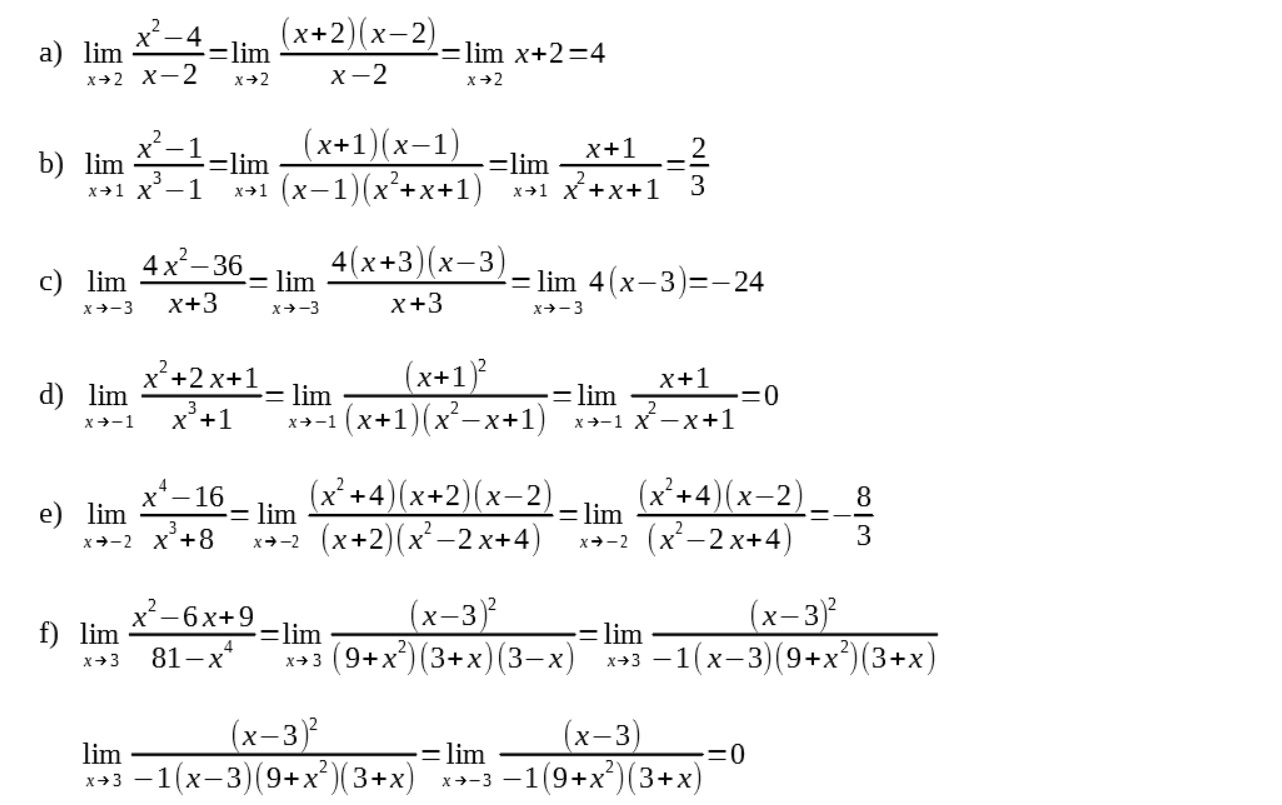 a) lim_{x→2} (x²−4)/(x−2) = lim_{x→2} ((x+2)(x−2))/(x−2) = lim_{x→2} x+2=4
b) lim_{x→1} (x²−1)/(x³−1) = lim_{x→1} ((x+1)(x−1))/((x−1)(x²+x+1)) = lim_{x→1} (x+1)/(x²+x+1) = 2/3
c) lim_{x→−3} (4x²−36)/(x+3) = lim_{x→−3} (4(x+3)(x−3))/(x+3) = lim_{x→−3} 4(x−3)=−24
d) lim_{x→−1} (x²+2x+1)/(x³+1) = lim_{x→−1} (x+1)²/((x+1)(x²−x+1)) = lim_{x→−1} (x+1)/(x²−x+1) = 0
e) lim_{x→−2} (x⁴−16)/(x³+8) = lim_{x→−2} ((x²+4)(x+2)(x−2))/((x+2)(x²−2x+4)) = lim_{x→−2} ((x²+4)(x−2))/((x²−2x+4)) = −8/3
f) lim_{x→3} (x²−6x+9)/(81−x⁴) = lim_{x→3} (x−3)²/((9+x²)(3+x)(3−x)) = lim_{x→3} (x−3)²/(−1(x−3)(9+x²)(3+x))
lim_{x→3} (x−3)²/(−1(x−3)(9+x²)(3+x)) = lim_{x→−3} (x−3)/(−1(9+x²)(3+x)) = 0